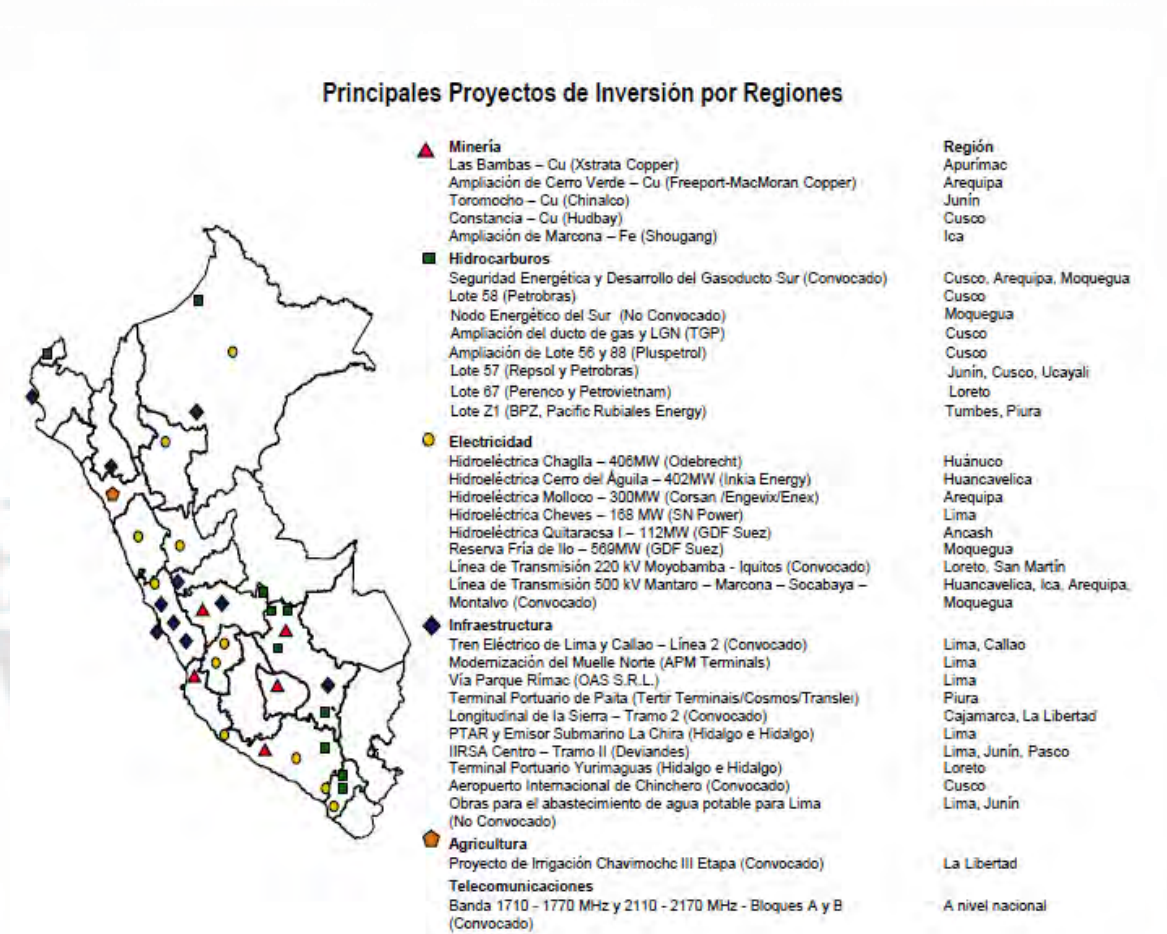 Principales Proyectos de Inversión por Regiones
Minería Región
Las Bambas – Cu (Xstrata Copper) Apurímac
Ampliación de Cerro Verde – Cu (Freeport-MacMoran Copper) Arequipa
Toromocho – Cu (Chinalco) Junín
Constancia – Cu (Hudbay) Cusco
Ampliación de Marcona – Fe (Shougang) Ica
Hidrocarburos
Seguridad Energética y Desarrollo del Gasoducto Sur (Convocado) Cusco, Arequipa, Moquegua
Lote 58 (Petrobras) Cusco
Nodo Energético del Sur (No Convocado) Moquegua
Ampliación del ducto de gas y LGN (TGP) Cusco
Ampliación de Lote 56 y 88 (Pluspetrol) Cusco
Lote 57 (Repsol y Petrobras) Junín, Cusco, Ucayali
Lote 67 (Perenco y Petrovietnam) Loreto
Lote Z1 (BPZ, Pacific Rubiales Energy) Tumbes, Piura
Electricidad
Hidroeléctrica Chaglla – 406MW (Odebrecht) Huánuco
Hidroeléctrica Cerro del Águila – 402MW (Inkia Energy) Huancavelica
Hidroeléctrica Molloco – 300MW (Corsan /Engevix/Enex) Arequipa
Hidroeléctrica Cheves – 168 MW (SN Power) Lima
Hidroeléctrica Quitaracsa I – 112MW (GDF Suez) Ancash
Reserva Fría de Ilo – 569MW (GDF Suez) Moquegua
Línea de Transmisión 220 kV Moyobamba - Iquitos (Convocado) Loreto, San Martín
Línea de Transmisión 500 kV Mantaro – Marcona – Socabaya – Huancavelica, Ica, Arequipa,
Montalvo (Convocado) Moquegua
Infraestructura
Tren Eléctrico de Lima y Callao – Línea 2 (Convocado) Lima, Callao
Modernización del Muelle Norte (APM Terminals) Lima
Vía Parque Rímac (OAS S.R.L.) Lima
Terminal Portuario de Paita (Tertir Terminais/Cosmos/Translei) Piura
Longitudinal de la Sierra – Tramo 2 (Convocado) Cajamarca, La Libertad
PTAR y Emisor Submarino La Chira (Hidalgo e Hidalgo) Lima
IIRSA Centro – Tramo II (Deviandes) Lima, Junín, Pasco
Terminal Portuario Yurimaguas (Hidalgo e Hidalgo) Loreto
Aeropuerto Internacional de Chinchero (Convocado) Cusco
Obras para el abastecimiento de agua potable para Lima Lima, Junín
(No Convocado)
Agricultura
Proyecto de Irrigación Chavimochc III Etapa (Convocado) La Libertad
Telecomunicaciones
Banda 1710 - 1770 MHz y 2110 - 2170 MHz - Bloques A y B A nivel nacional
(Convocado)